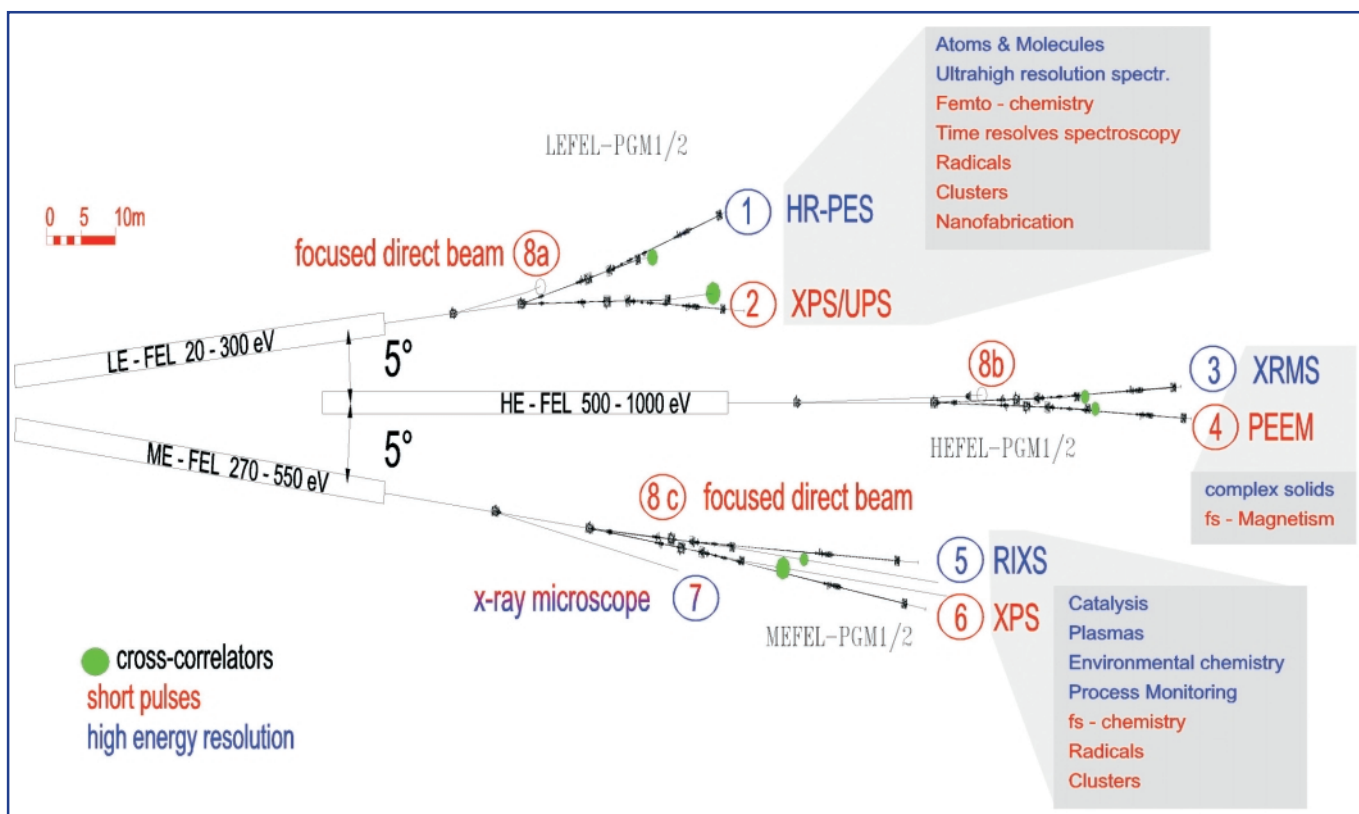 Atoms & Molecules
Ultrahigh resolution spectr.
Femto - chemistry
Time resolves spectroscopy
Radicals
Clusters
Nanofabrication
LEFEL-PGM1/2
0 5 10m
1 HR-PES
focused direct beam 8a
2 XPS/UPS
LE - FEL 20 - 300 eV
5°
8b
3 XRMS
HE - FEL 500 - 1000 eV
4 PEEM
HEFEL-PGM1/2
5°
ME - FEL 270 - 550 eV
complex solids
fs - Magnetism
8 c focused direct beam
5 RIXS
x-ray microscope 7
6 XPS
MEFEL-PGM1/2
Catalysis
Plasmas
Environmental chemistry
Process Monitoring
fs - chemistry
Radicals
Clusters
cross-correlators
short pulses
high energy resolution